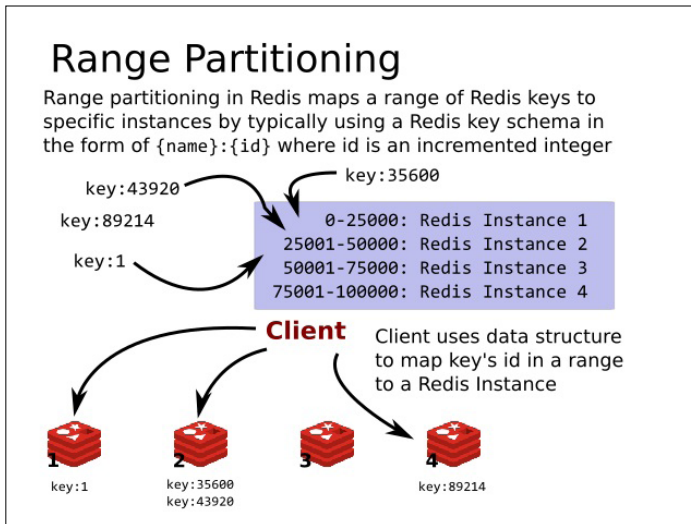 Range Partitioning
Range partitioning in Redis maps a range of Redis keys to
specific instances by typically using a Redis key schema in
the form of {name}:{id} where id is an incremented integer
key:43920
key:35600
key:89214
key:1
0-25000: Redis Instance 1
25001-50000: Redis Instance 2
50001-75000: Redis Instance 3
75001-100000: Redis Instance 4
Client
Client uses data structure
to map key's id in a range
to a Redis Instance
1
2
3
4
key:1
key:35600
key:43920
key:89214